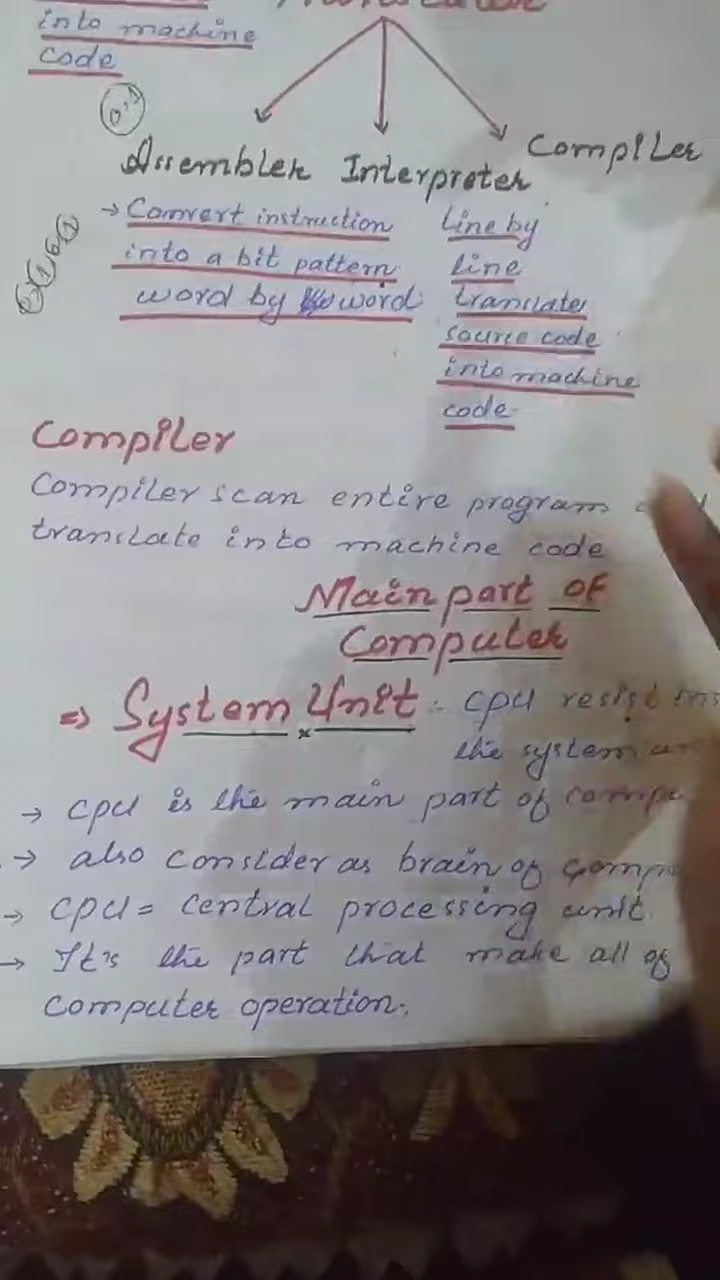 into machine
code
0,1
Assembler Interpreter Compiler
→ Convert instruction
into a bit pattern
word by word
Line by
line
translate
source code
into machine
code.
Compiler
Compiler scan entire program
translate into machine code
Main part of
Computer
⇒ System Unit : CPU resist
the system
→ CPU is the main part of
→ also consider as brain of
→ CPU = Central processing unit
→ It's the part that make all of
computer operation.